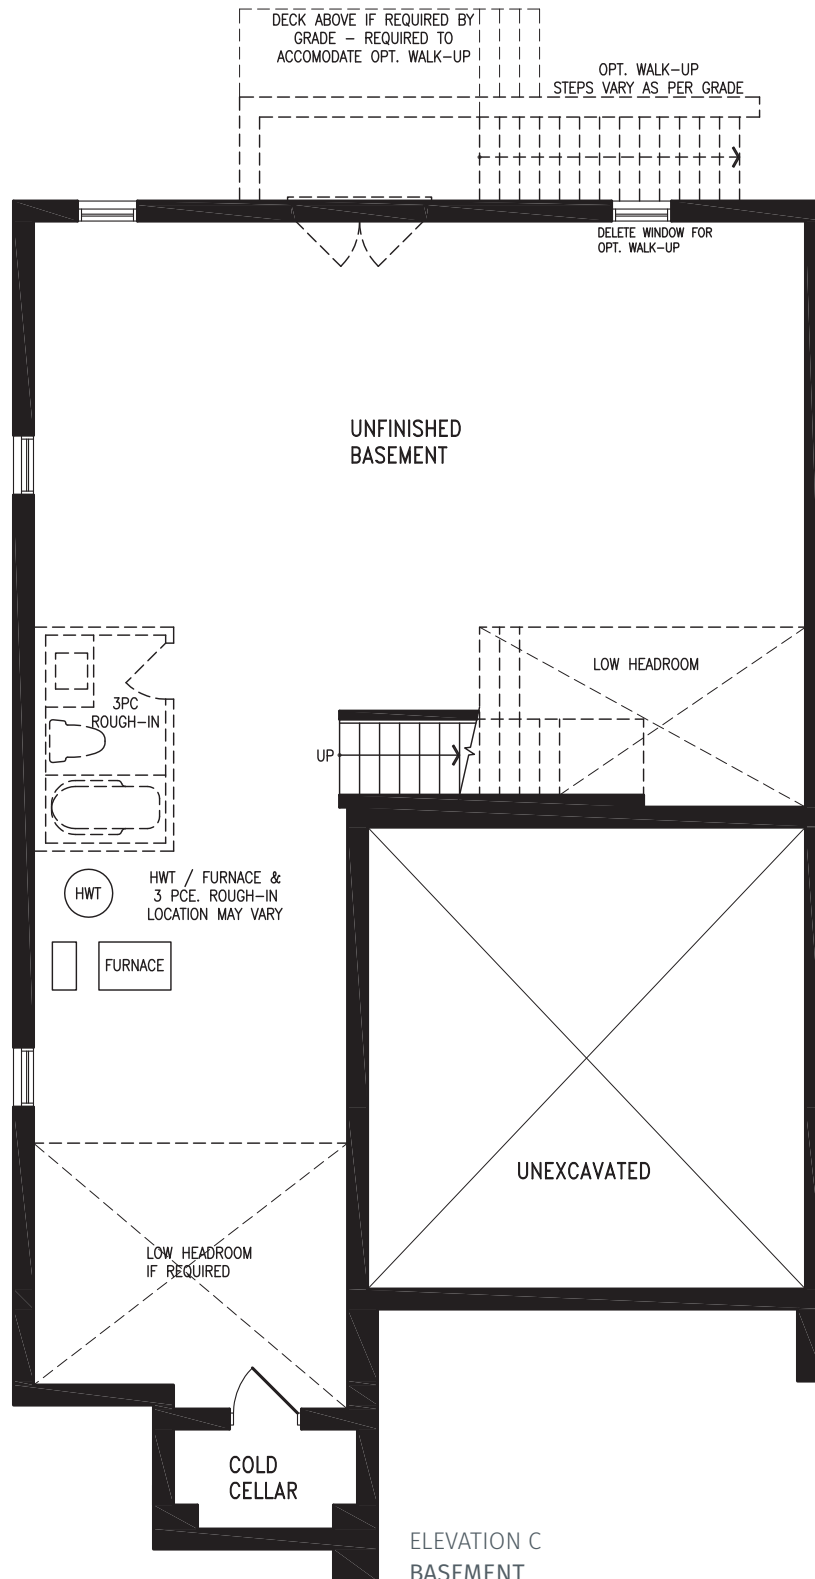 DECK ABOVE IF REQUIRED BY
GRADE – REQUIRED TO
ACCOMODATE OPT. WALK-UP
OPT. WALK-UP
STEPS VARY AS PER GRADE
DELETE WINDOW FOR
OPT. WALK-UP
UNFINISHED
BASEMENT
LOW HEADROOM
3PC
ROUGH-IN
UP
HWT
HWT / FURNACE &
3 PCE. ROUGH-IN
LOCATION MAY VARY
FURNACE
UNEXCAVATED
LOW HEADROOM
IF REQUIRED
COLD
CELLAR
ELEVATION C
BASEMENT